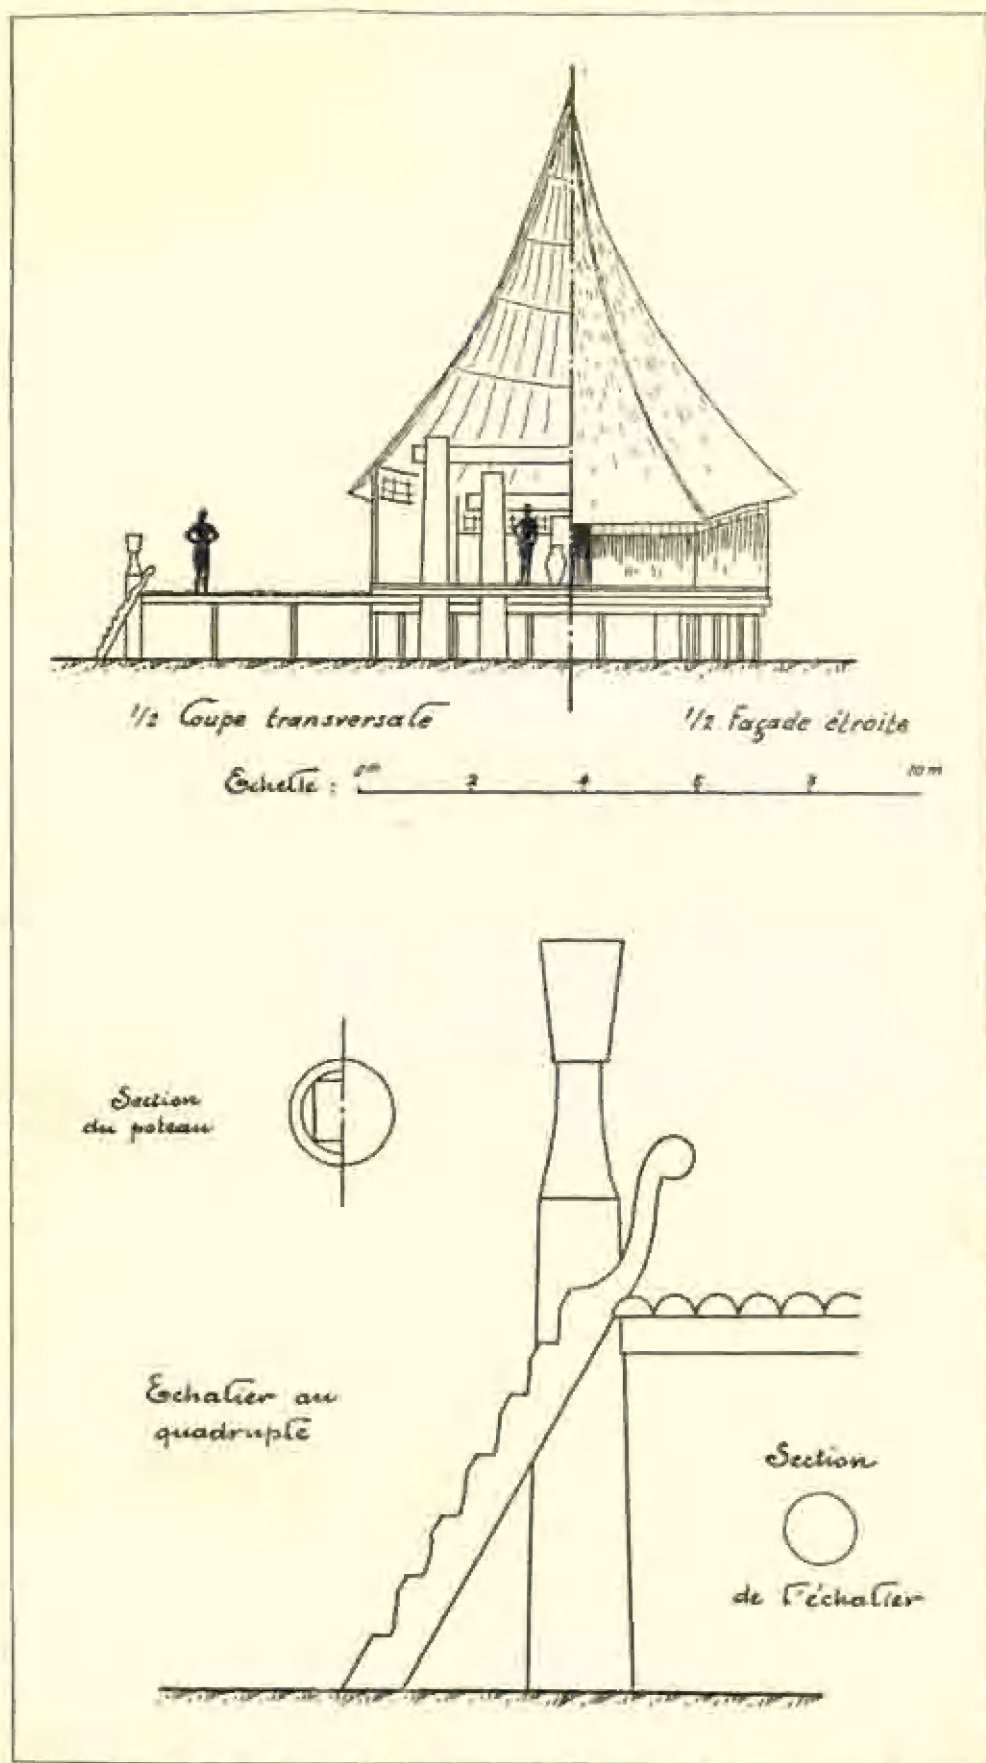 1/2 Coupe transversale
1/2 Façade étroite
Echelle : 0m 2 4 6 8 10m
Section
du poteau
Echalier au
quadruple
Section
de l'échalier